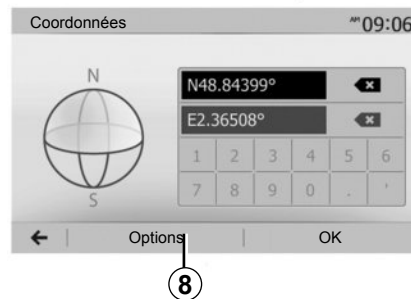 Coordonnées
AM 09:06
N
S
N48.84399°
E2.36508°
1 2 3 4 5 6
7 8 9 0 . '
Options
OK
8